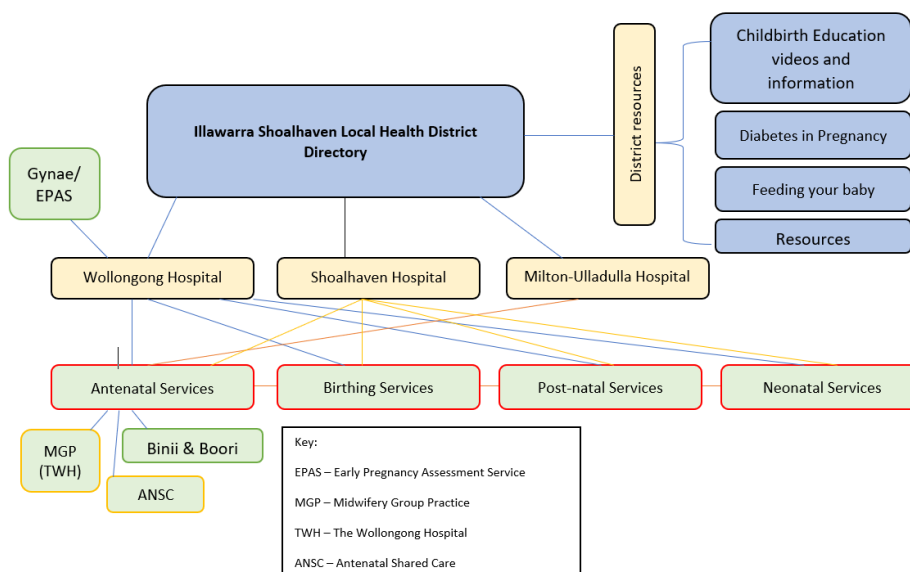 Childbirth Education
videos and
information
Illawarra Shoalhaven Local Health District
Directory
District resources
Diabetes in Pregnancy
Gynae/
EPAS
Feeding your baby
Resources
Wollongong Hospital
Shoalhaven Hospital
Milton-Ulladulla Hospital
Antenatal Services
Birthing Services
Post-natal Services
Neonatal Services
MGP
(TWH)
Binii & Boori
ANSC
Key:
EPAS – Early Pregnancy Assessment Service
MGP – Midwifery Group Practice
TWH – The Wollongong Hospital
ANSC – Antenatal Shared Care